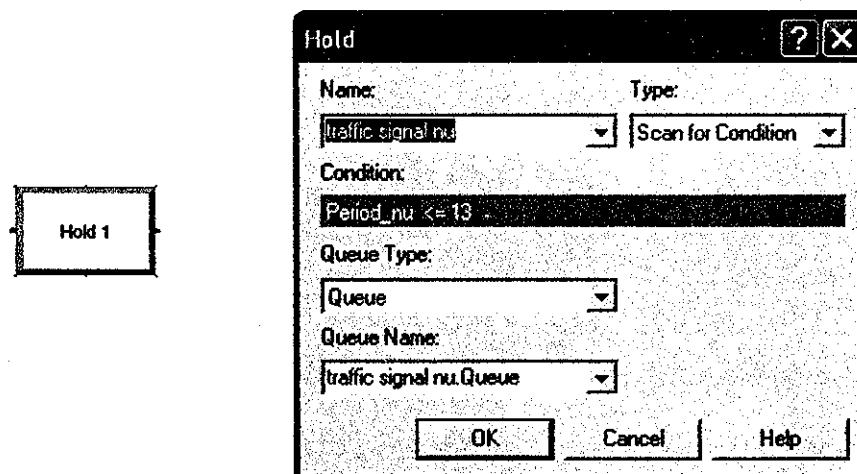 Hold
? X
Name: Type:
traffic signal nu Scan for Condition
Condition:
Hold 1
Period_nu <= 13
Queue Type:
Queue
Queue Name:
traffic signal nu.Queue
OK Cancel Help